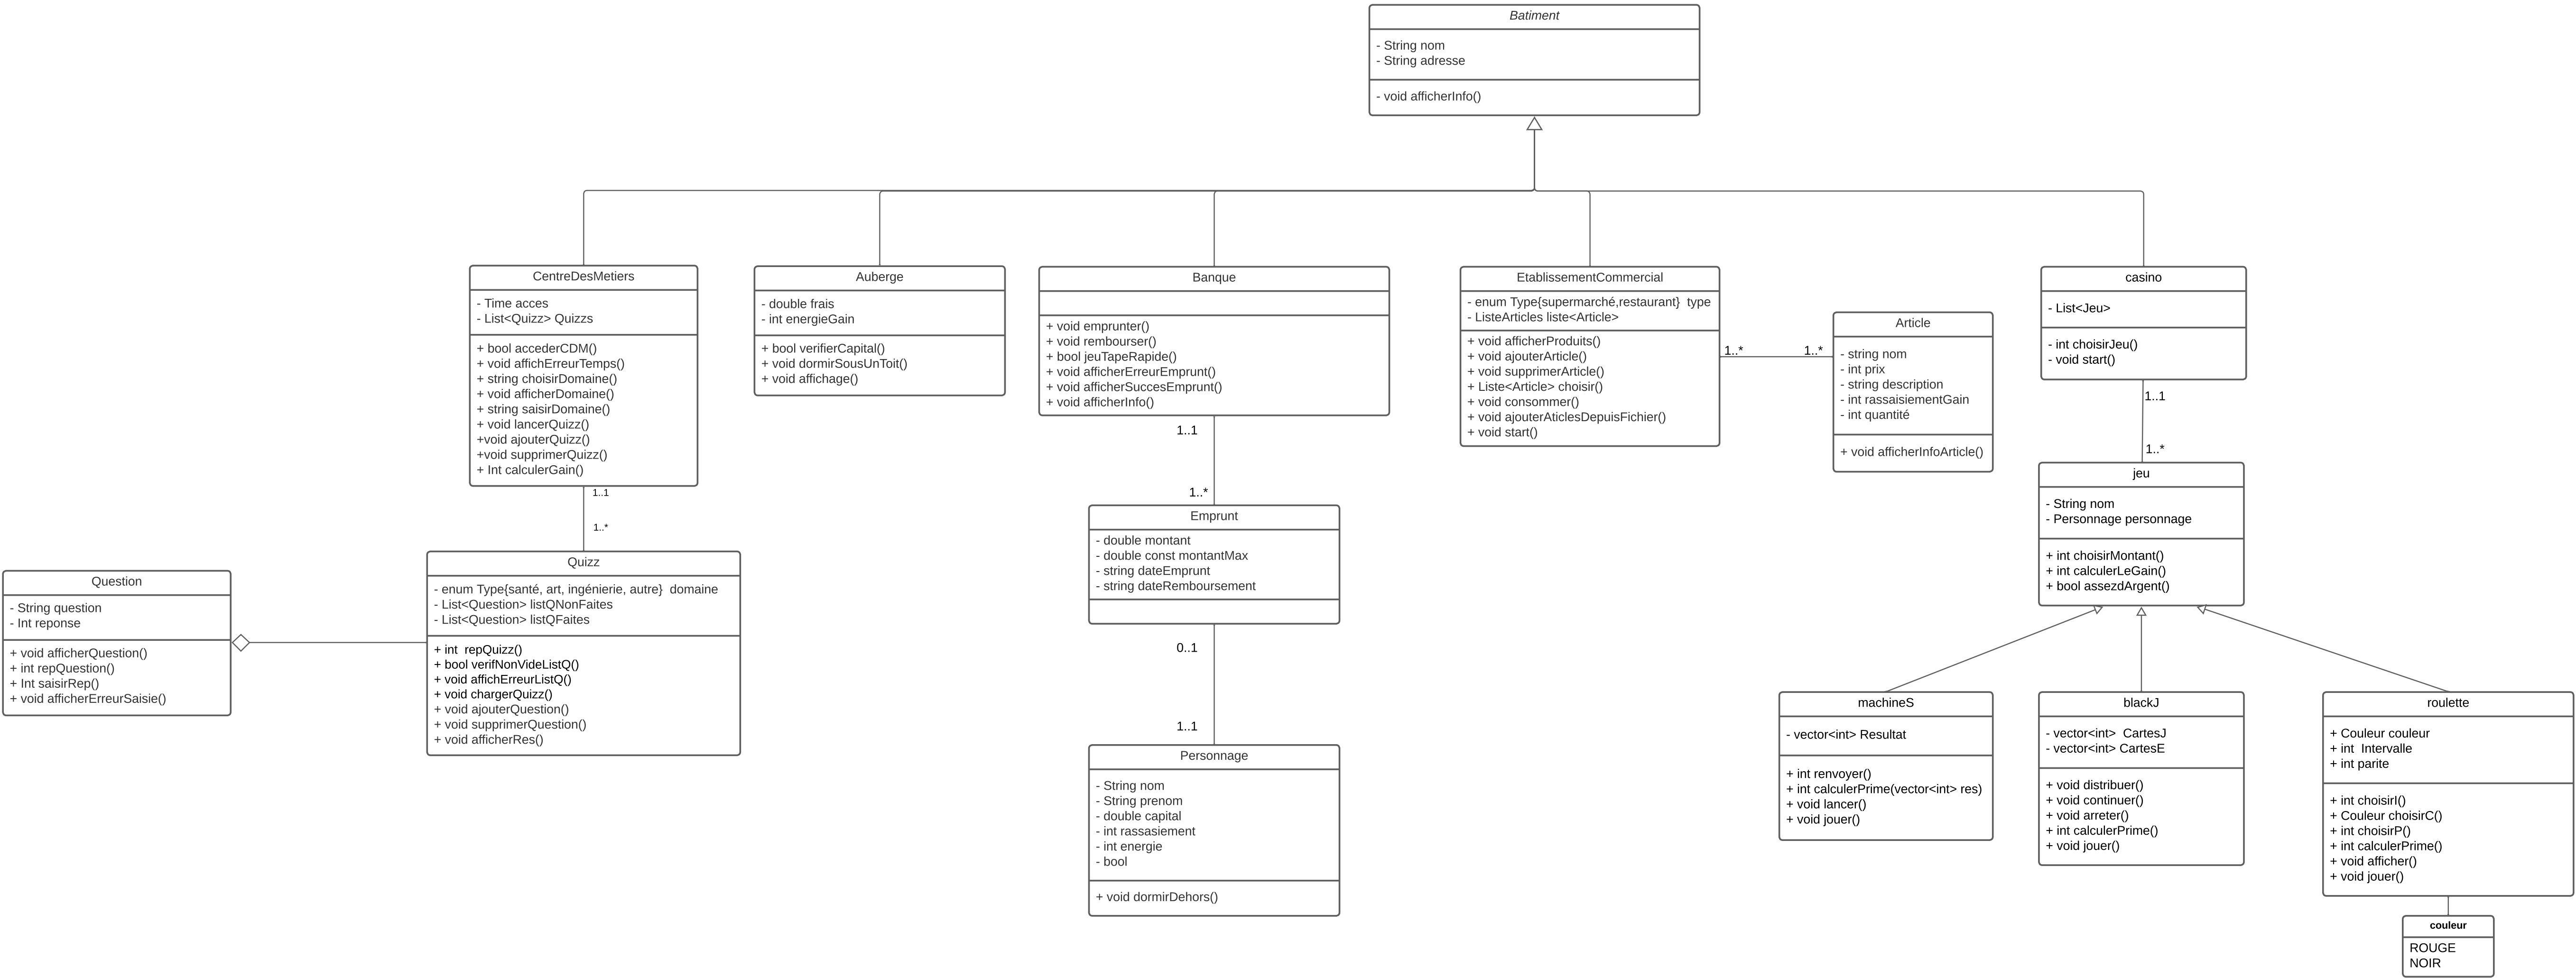 Batiment
- String nom
- String adresse
- void afficherInfo()
CentreDesMetiers
- Time acces
- List<Quizz> Quizzs
+ bool accederCDM()
+ void affichErreurTemps()
+ string choisirDomaine()
+ void afficherDomaine()
+ string saisirDomaine()
+ void lancerQuizz()
+void ajouterQuizz()
+void supprimerQuizz()
+ Int calculerGain()
1..1
1..*
Auberge
- double frais
- int energieGain
+ bool verifierCapital()
+ void dormirSousUnToit()
+ void affichage()
Banque
+ void emprunter()
+ void rembourser()
+ bool jeuTapeRapide()
+ void afficherErreurEmprunt()
+ void afficherSuccesEmprunt()
+ void afficherInfo()
1..1
1..*
EtablissementCommercial
- enum Type{supermarché,restaurant}  type
- ListeArticles liste<Article>
+ void afficherProduits()
+ void ajouterArticle()
+ void supprimerArticle()
+ Liste<Article> choisir()
+ void consommer()
+ void ajouterAticlesDepuisFichier()
+ void start()
1..*
1..*
Article
- string nom
- int prix
- string description
- int rassaisiementGain
- int quantité
+ void afficherInfoArticle()
casino
- List<Jeu>
- int choisirJeu()
- void start()
1..1
1..*
jeu
- String nom
- Personnage personnage
+ int choisirMontant()
+ int calculerLeGain()
+ bool assezdArgent()
Question
- String question
- Int reponse
+ void afficherQuestion()
+ int repQuestion()
+ Int saisirRep()
+ void afficherErreurSaisie()
Quizz
- enum Type{santé, art, ingénierie, autre}  domaine
- List<Question> listQNonFaites
- List<Question> listQFaites
+ int  repQuizz()
+ bool verifNonVideListQ()
+ void affichErreurListQ()
+ void chargerQuizz()
+ void ajouterQuestion()
+ void supprimerQuestion()
+ void afficherRes()
Emprunt
- double montant
- double const montantMax
- string dateEmprunt
- string dateRemboursement
0..1
1..1
Personnage
- String nom
- String prenom
- double capital
- int rassasiement
- int energie
- bool
+ void dormirDehors()
machineS
- vector<int> Resultat
+ int renvoyer()
+ int calculerPrime(vector<int> res)
+ void lancer()
+ void jouer()
blackJ
- vector<int>  CartesJ
- vector<int> CartesE
+ void distribuer()
+ void continuer()
+ void arreter()
+ int calculerPrime()
+ void jouer()
roulette
+ Couleur couleur
+ int  Intervalle
+ int parite
+ int choisirI()
+ Couleur choisirC()
+ int choisirP()
+ int calculerPrime()
+ void afficher()
+ void jouer()
couleur
ROUGE
NOIR